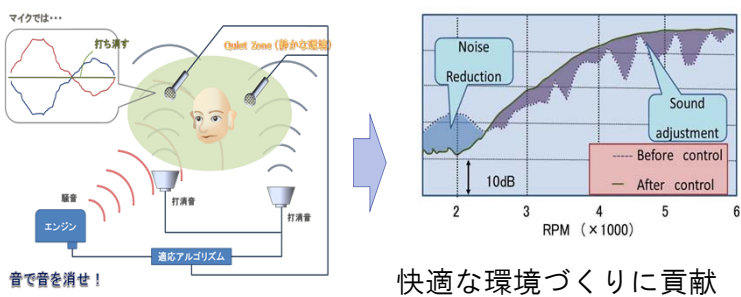 マイクでは・・・
打ち消す
Quiet Zone (静かな環境)
騒音
エンジン
打消音
打消音
適応アルゴリズム
音で音を消せ！
Noise
Reduction
Sound
adjustment
Before control
After control
10dB
2 3 4 5 6
RPM (×1000)
快適な環境づくりに貢献